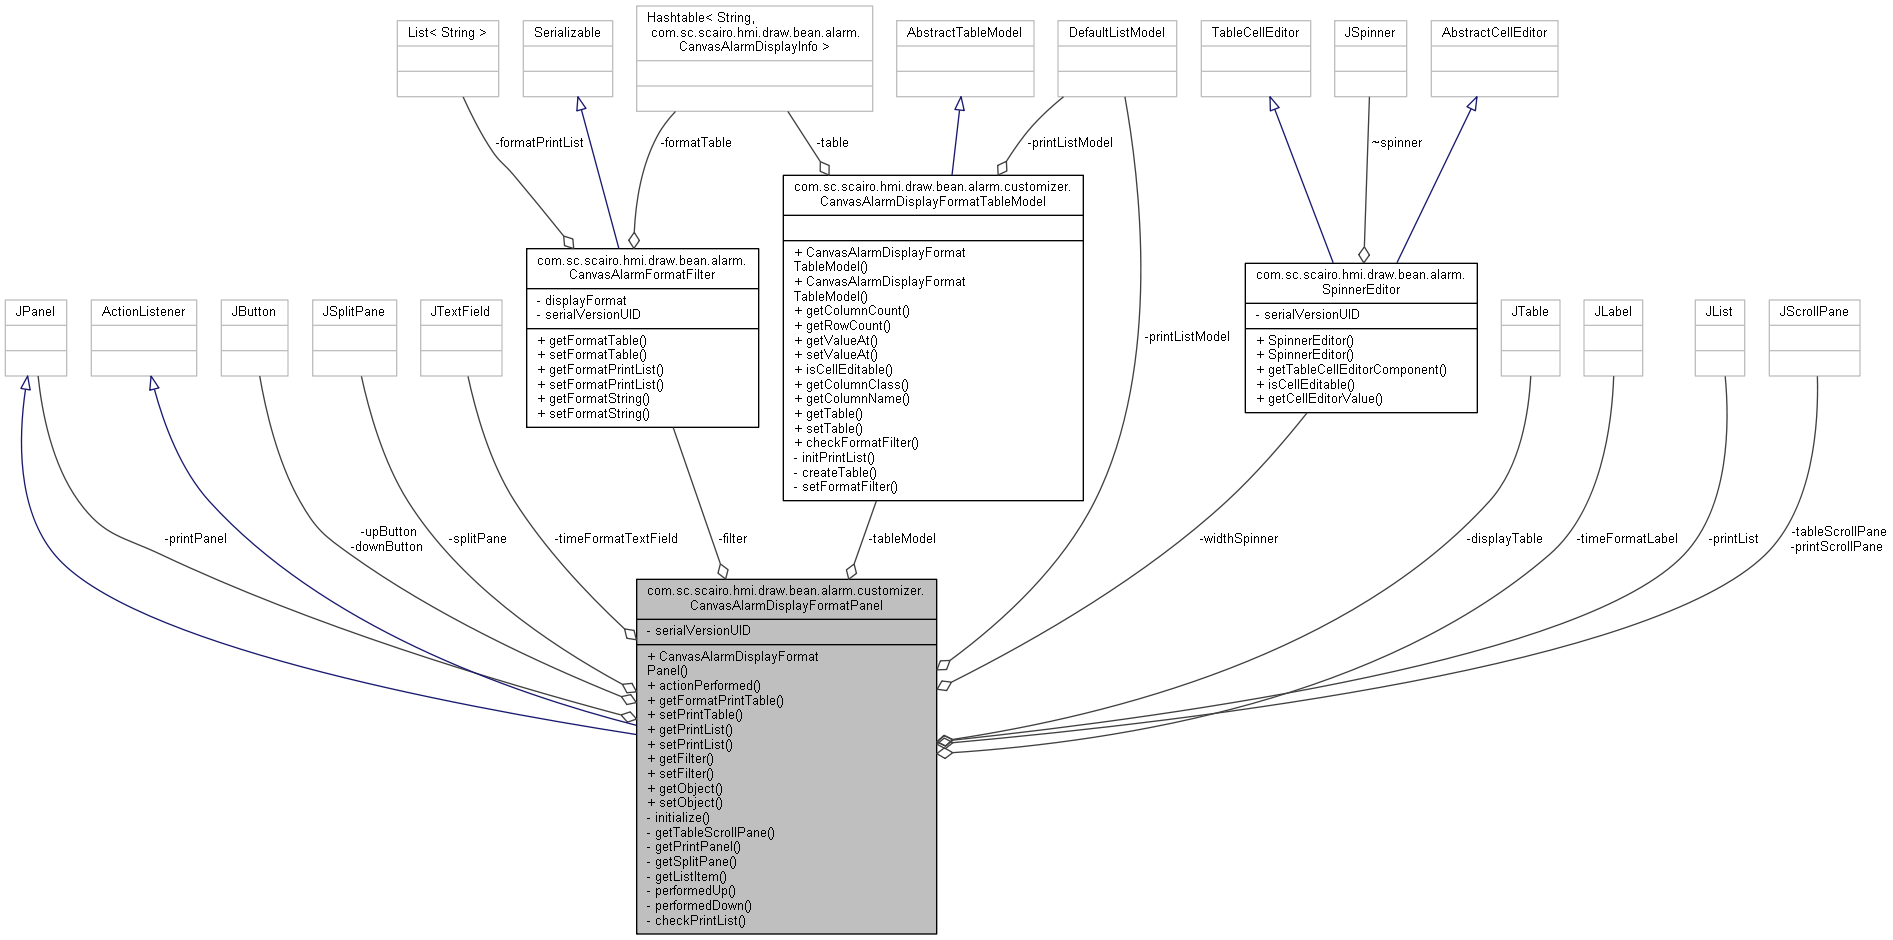 List< String >
Serializable
Hashtable< String,
com.sc.scairo.hmi.draw.bean.alarm.
CanvasAlarmDisplayInfo >
AbstractTableModel
DefaultListModel
TableCellEditor
JSpinner
AbstractCellEditor
-formatPrintList
-formatTable
-table
-printListModel
~spinner
com.sc.scairo.hmi.draw.bean.alarm.customizer.
CanvasAlarmDisplayFormatTableModel
+ CanvasAlarmDisplayFormat
TableModel()
+ CanvasAlarmDisplayFormat
TableModel()
+ getColumnCount()
+ getRowCount()
+ getValueAt()
+ setValueAt()
+ isCellEditable()
+ getColumnClass()
+ getColumnName()
+ getTable()
+ setTable()
+ checkFormatFilter()
- initPrintList()
- createTable()
- setFormatFilter()
com.sc.scairo.hmi.draw.bean.alarm.
CanvasAlarmFormatFilter
- displayFormat
- serialVersionUID
+ getFormatTable()
+ setFormatTable()
+ getFormatPrintList()
+ setFormatPrintList()
+ getFormatString()
+ setFormatString()
com.sc.scairo.hmi.draw.bean.alarm.
SpinnerEditor
- serialVersionUID
+ SpinnerEditor()
+ SpinnerEditor()
+ getTableCellEditorComponent()
+ isCellEditable()
+ getCellEditorValue()
JPanel
ActionListener
JButton
JSplitPane
JTextField
-printListModel
JTable
JLabel
JList
JScrollPane
-printPanel
-upButton
-downButton
-splitPane
-timeFormatTextField
-filter
-tableModel
-widthSpinner
-displayTable
-timeFormatLabel
-printList
-tableScrollPane
-printScrollPane
com.sc.scairo.hmi.draw.bean.alarm.customizer.
CanvasAlarmDisplayFormatPanel
- serialVersionUID
+ CanvasAlarmDisplayFormat
Panel()
+ actionPerformed()
+ getFormatPrintTable()
+ setPrintTable()
+ getPrintList()
+ setPrintList()
+ getFilter()
+ setFilter()
+ getObject()
+ setObject()
- initialize()
- getTableScrollPane()
- getPrintPanel()
- getSplitPane()
- getListItem()
- performedUp()
- performedDown()
- checkPrintList()